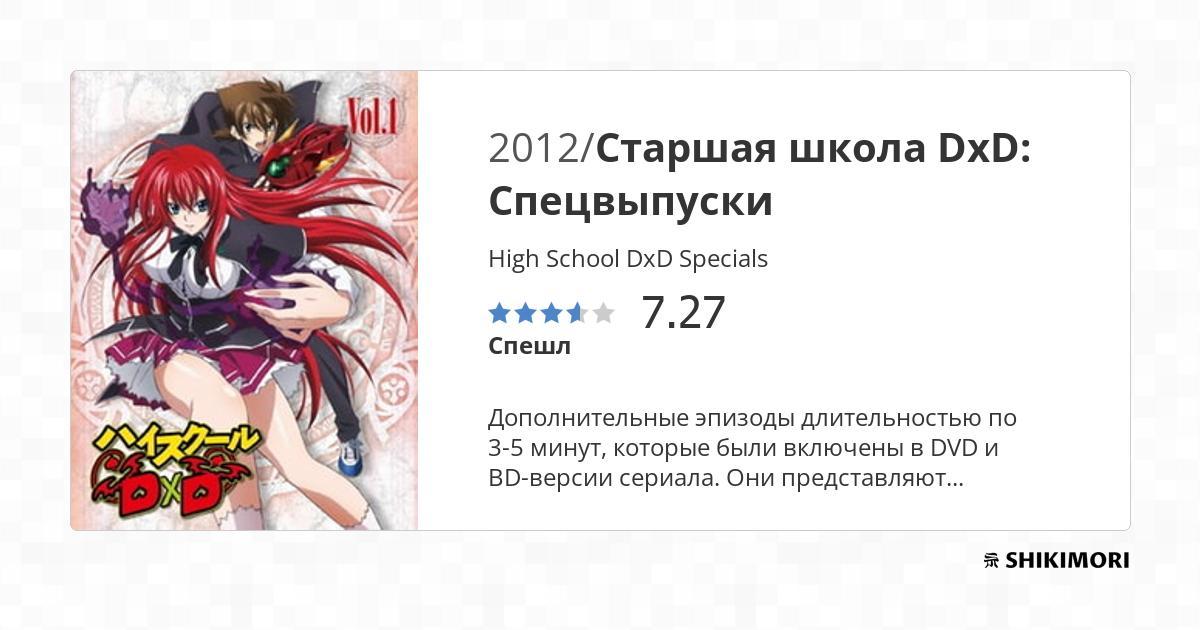 Vol.1
ハイスクール
DXD
2012/Старшая школа DxD:
Спецвыпуски
High School DxD Specials
7.27
Спешл
Дополнительные эпизоды длительностью по
3-5 минут, которые были включены в DVD и
BD-версии сериала. Они представляют...
SHIKIMORI